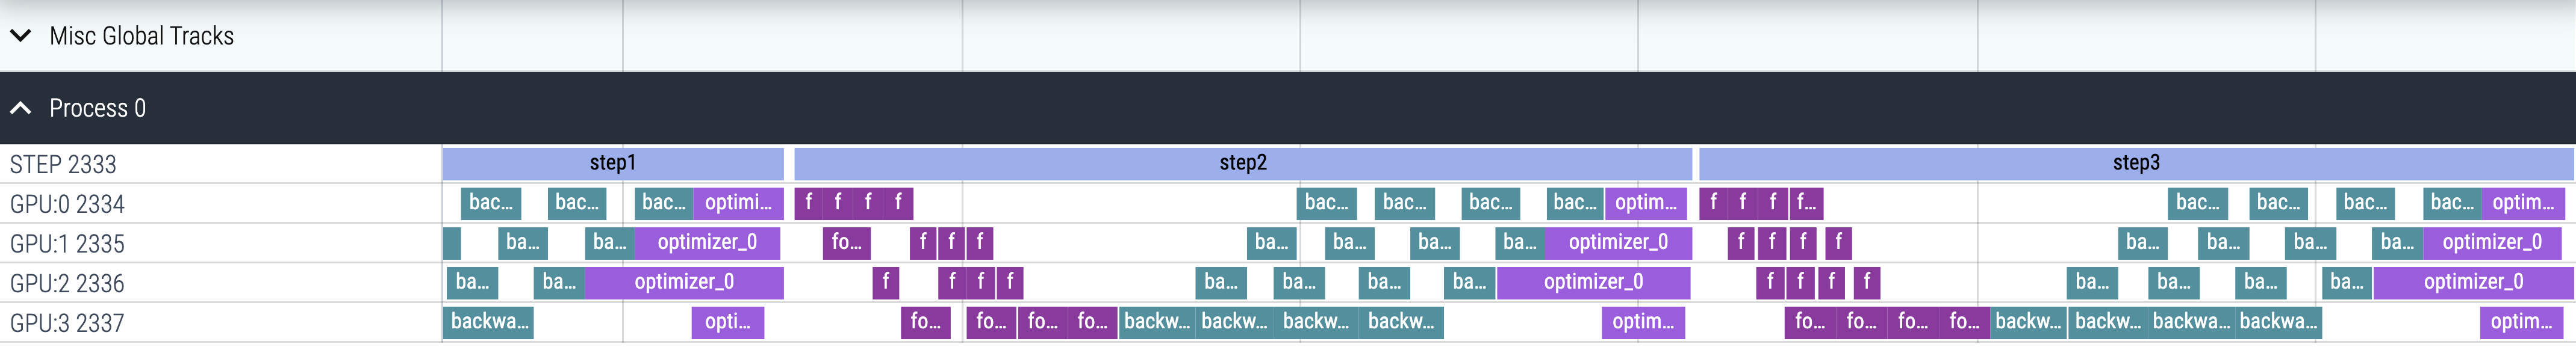 Misc Global Tracks
Process 0
STEP 2333 step1 step2 step3
GPU:0 2334 bac... bac... bac... optimi... f f f f bac... bac... bac... bac... optim... f f f f... bac... bac... bac... bac... optim...
GPU:1 2335 ba... ba... optimizer_0 fo... f f f ba... ba... ba... ba... optimizer_0 f f f f ba... ba... ba... ba... optimizer_0
GPU:2 2336 ba... ba... optimizer_0 f f f f ba... ba... ba... ba... optimizer_0 f f f f ba... ba... ba... ba... optimizer_0
GPU:3 2337 backwa... opti... fo... fo... fo... fo... backw... backw... backw... backw... optim... fo... fo... fo... fo... backw... backw... backwa... backwa... optim...